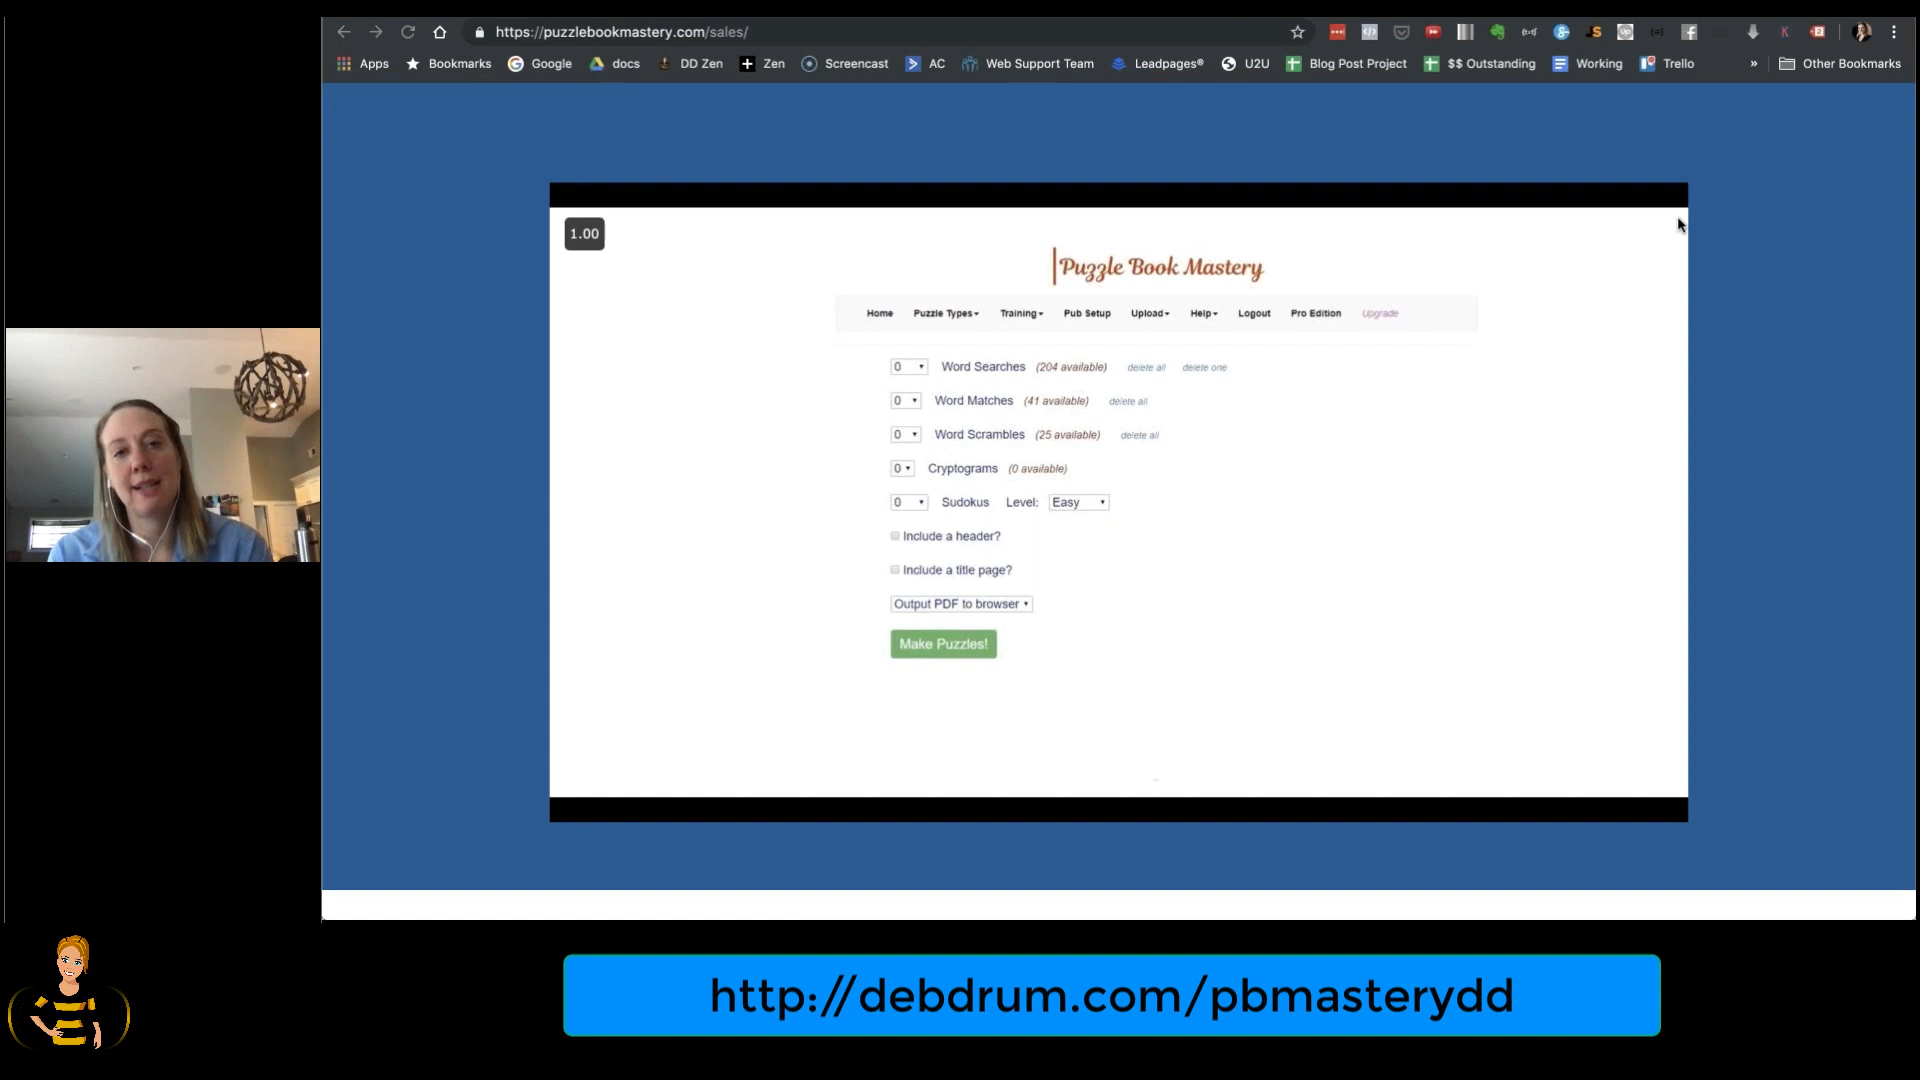 https://puzzlebookmastery.com/sales/
Apps Bookmarks Google docs DD Zen Zen Screencast AC Web Support Team Leadpages® U2U Blog Post Project $$ Outstanding Working Trello » Other Bookmarks
1.00
Puzzle Book Mastery
Home Puzzle Types Training Pub Setup Upload Help Logout Pro Edition Upgrade
0 Word Searches (204 available) delete all delete one
0 Word Matches (41 available) delete all
0 Word Scrambles (25 available) delete all
0 Cryptograms (0 available)
0 Sudokus Level: Easy
Include a header?
Include a title page?
Output PDF to browser
Make Puzzles!
http://debdrum.com/pbmasterydd